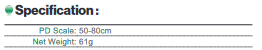 Specification:
PD Scale: 50-80cm
Net Weight: 61g